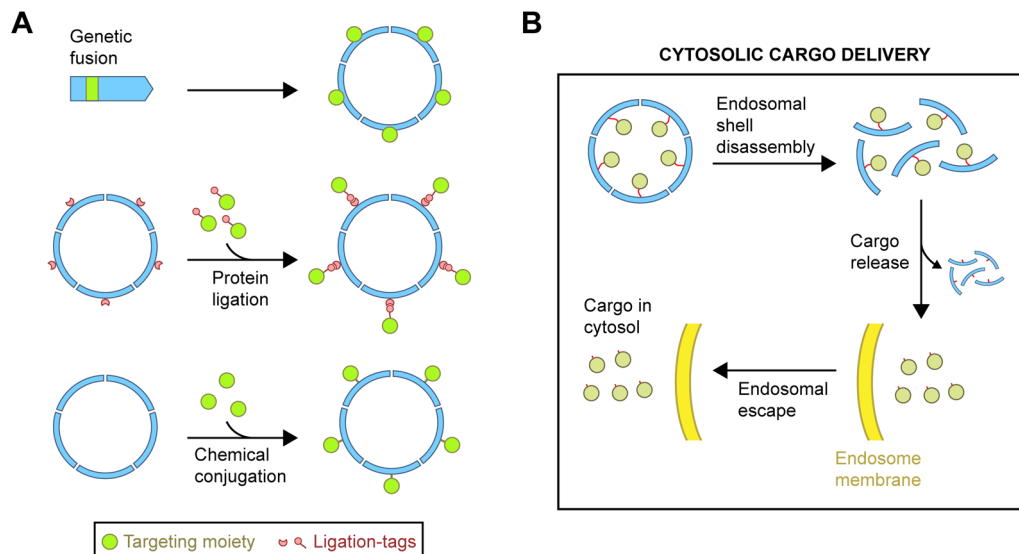 A
Genetic
fusion
Protein
ligation
Chemical
conjugation
Targeting moiety
Ligation-tags
B
CYTOSOLIC CARGO DELIVERY
Endosomal
shell
disassembly
Cargo
release
Cargo in
cytosol
Endosomal
escape
Endosome
membrane